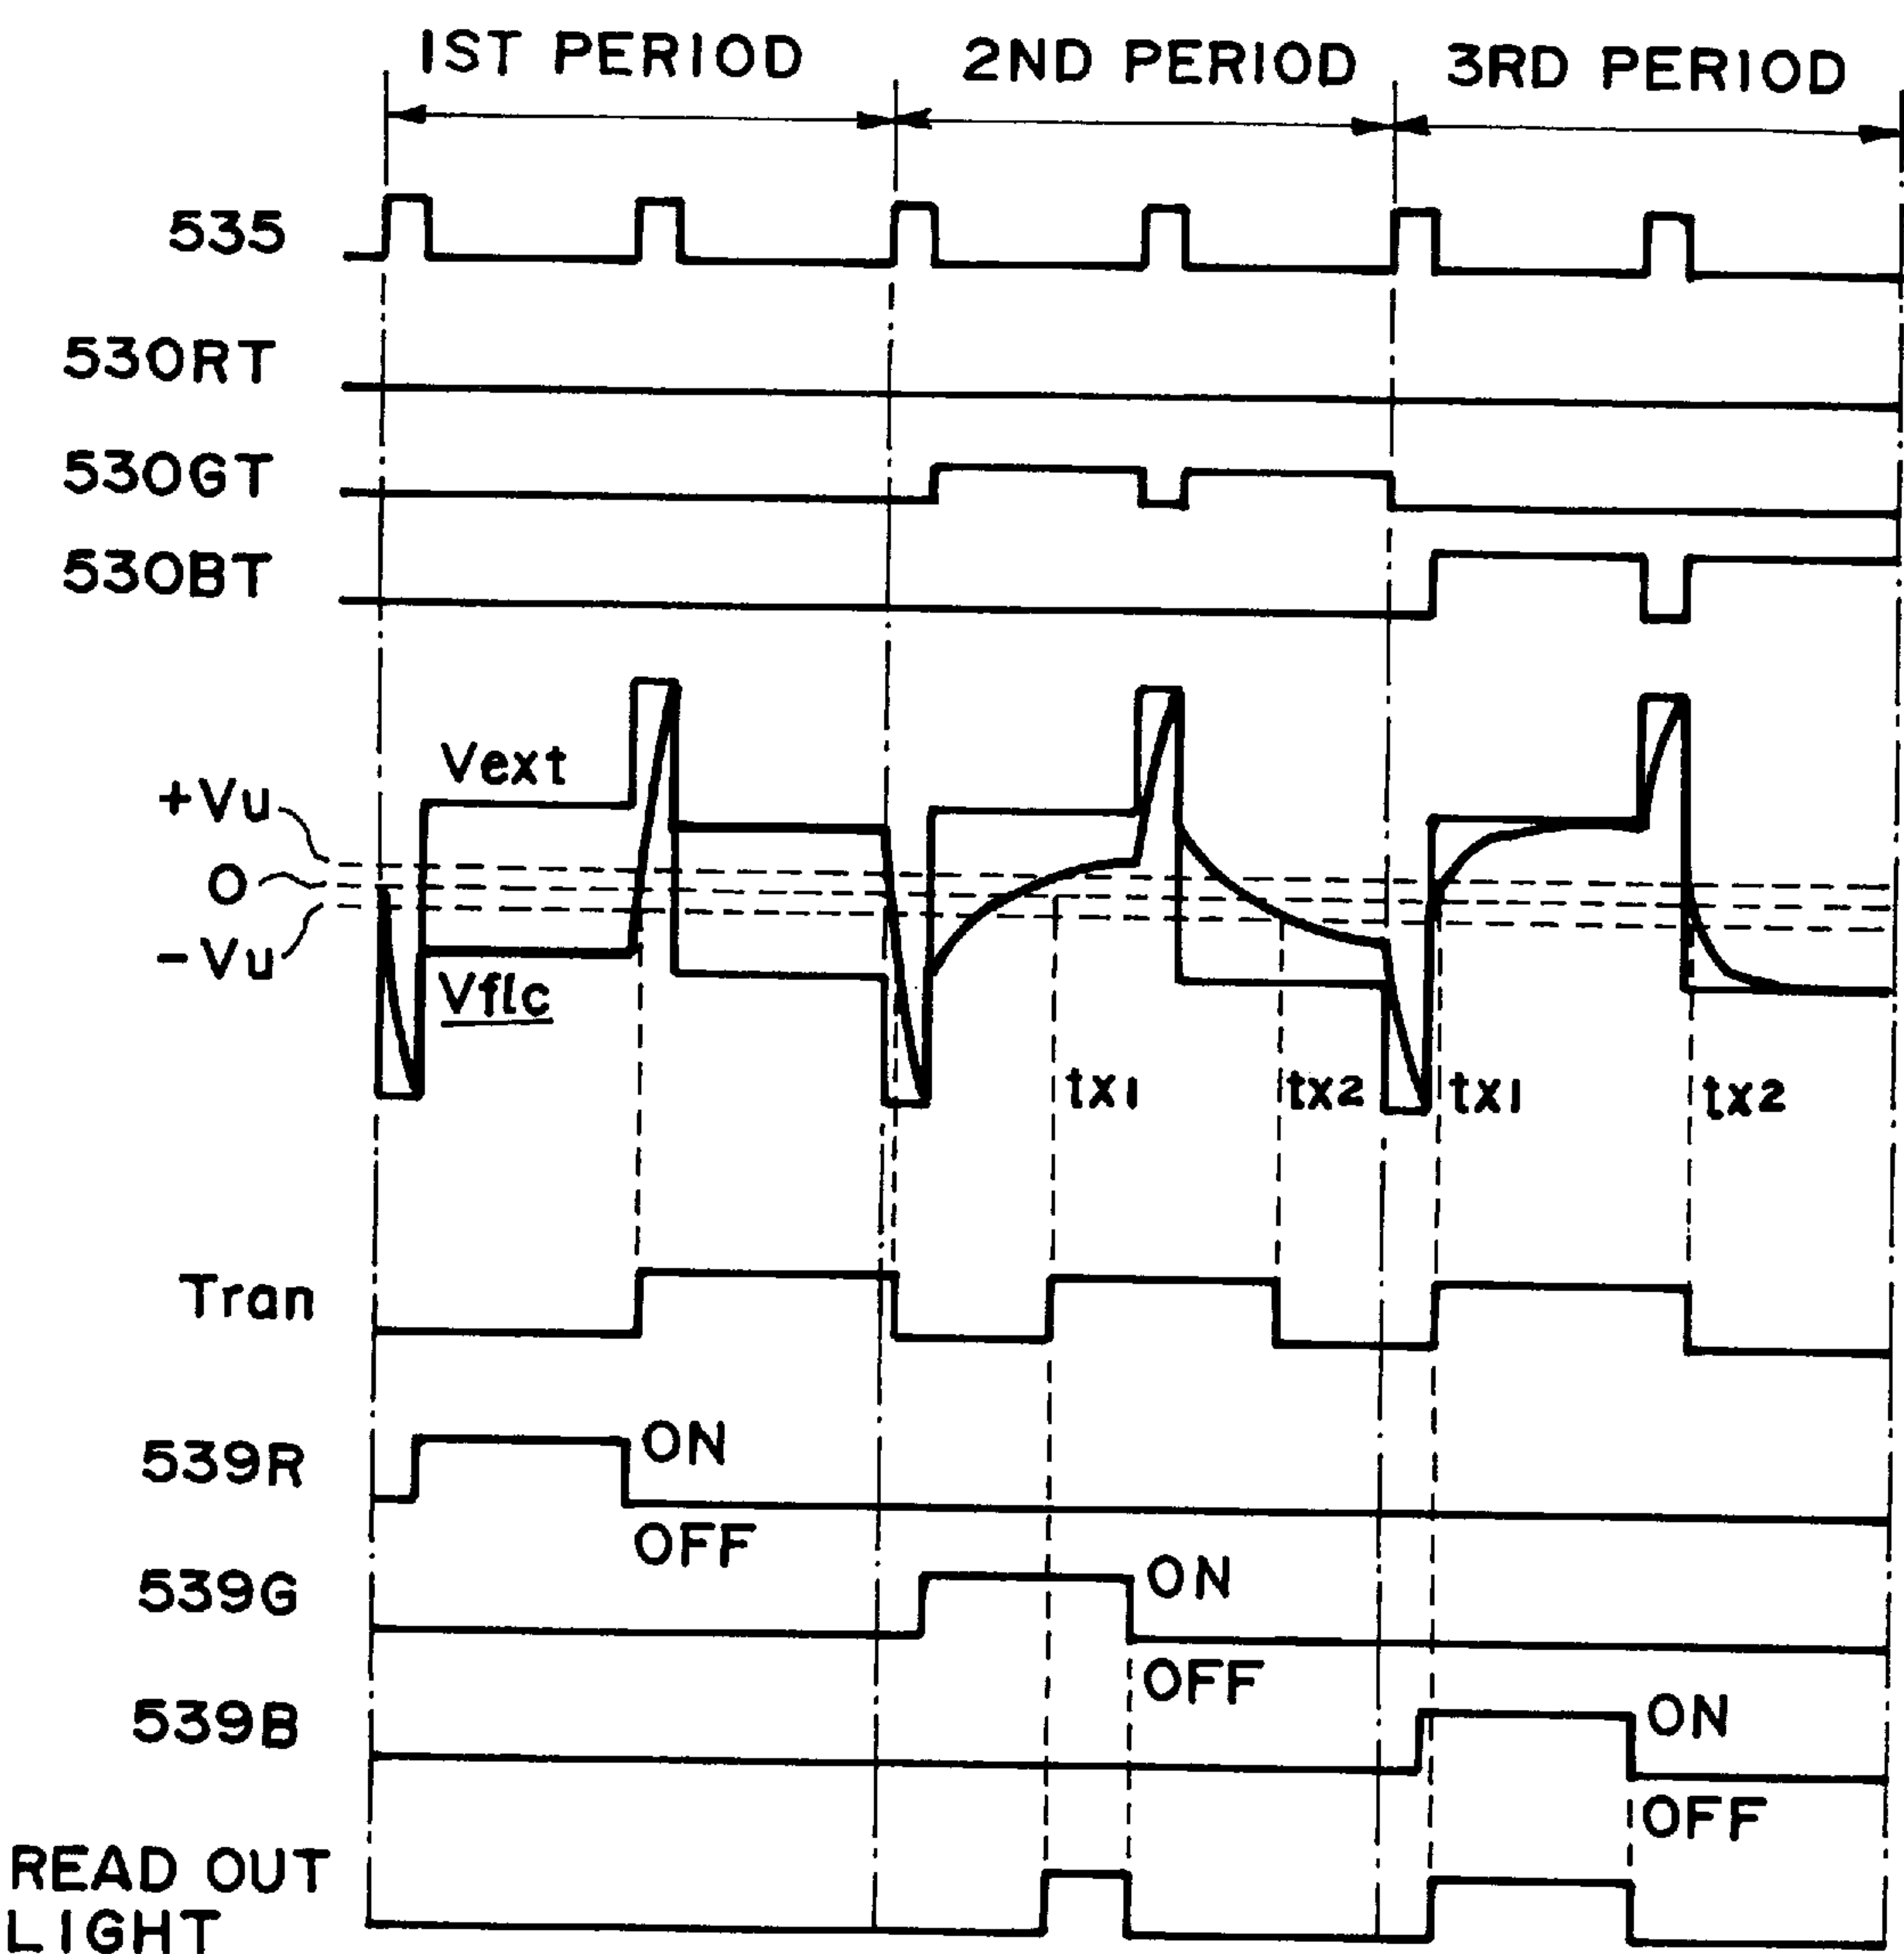 1ST PERIOD 2ND PERIOD 3RD PERIOD
535
530RT
530GT
530BT
Vext
+Vu
0
-Vu
Vflc
tx1 tx2 tx1 tx2
Tran
539R
ON
OFF
539G
ON
OFF
539B
ON
OFF
READ OUT
LIGHT